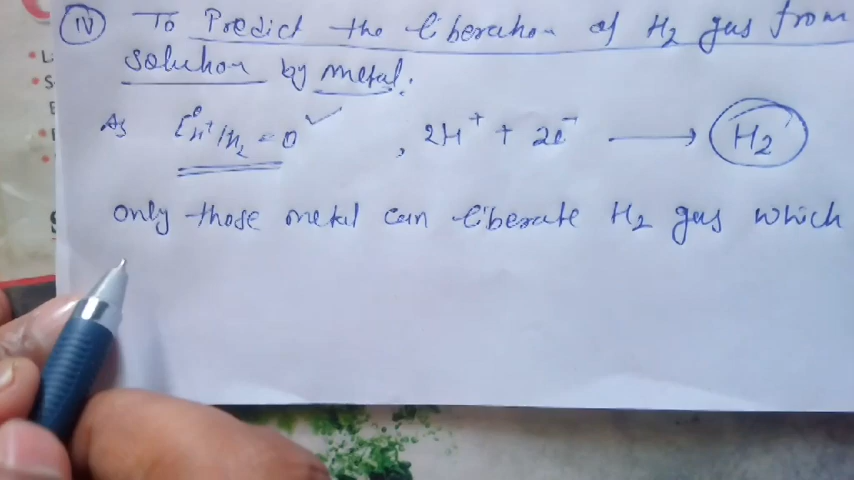 IV To Predict the liberation of H2 gas from
solution by metal.
As E°H+/H2 = 0 , 2H+ + 2e- → H2
only those metal can liberate H2 gas which